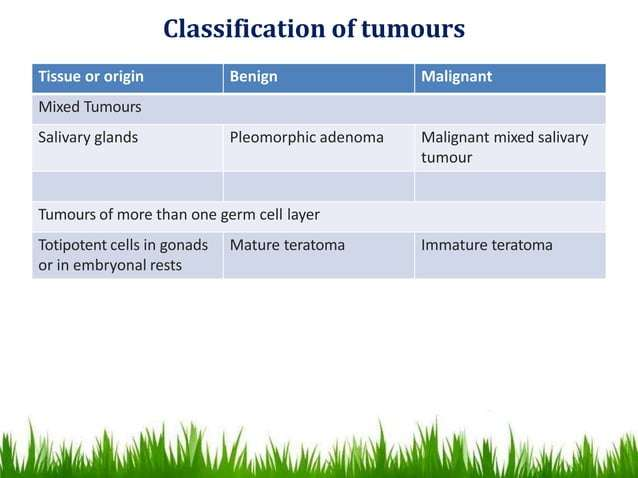 Classification of tumours
Tissue or origin Benign Malignant
Mixed Tumours
Salivary glands Pleomorphic adenoma Malignant mixed salivary
tumour
Tumours of more than one germ cell layer
Totipotent cells in gonads Mature teratoma Immature teratoma
or in embryonal rests